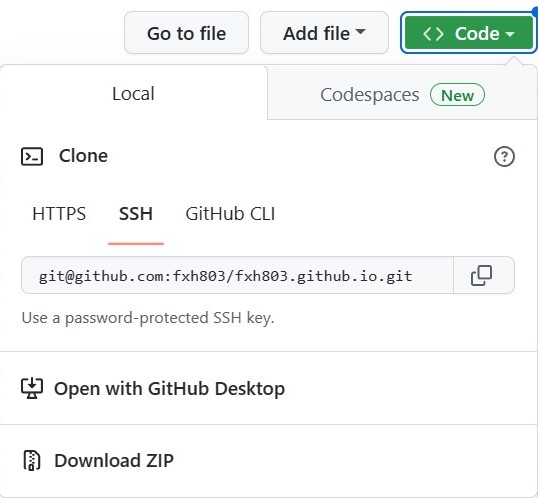 Go to file Add file <> Code
Local Codespaces New
Clone
HTTPS SSH GitHub CLI
git@github.com:fxh803/fxh803.github.io.git
Use a password-protected SSH key.
Open with GitHub Desktop
Download ZIP